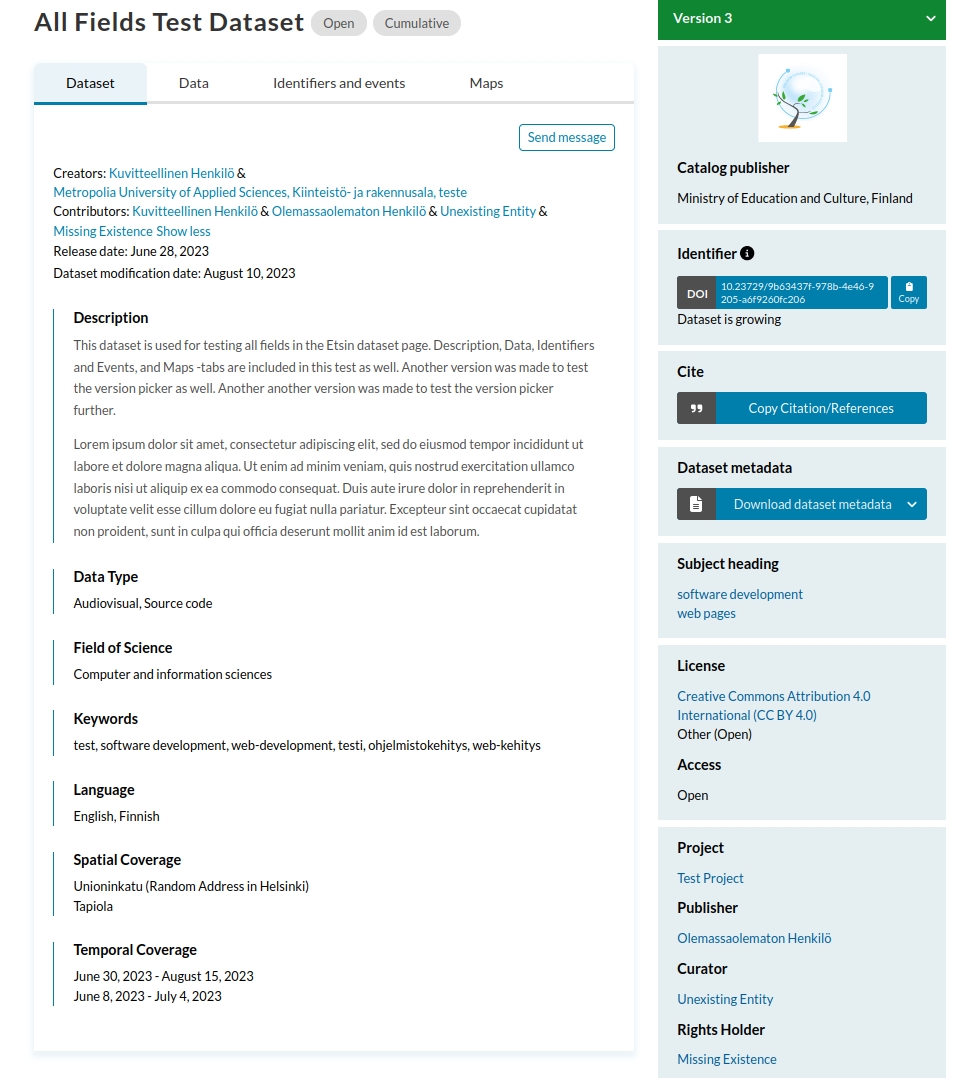 All Fields Test Dataset Open Cumulative
Dataset Data Identifiers and events Maps
Send message
Creators: Kuvitteellinen Henkilö &
Metropolia University of Applied Sciences, Kiinteistö- ja rakennusala, teste
Contributors: Kuvitteellinen Henkilö & Olemassaolematon Henkilö & Unexisting Entity &
Missing Existence Show less
Release date: June 28, 2023
Dataset modification date: August 10, 2023
Description
This dataset is used for testing all fields in the Etsin dataset page. Description, Data, Identifiers
and Events, and Maps -tabs are included in this test as well. Another version was made to test
the version picker as well. Another another version was made to test the version picker
further.
Lorem ipsum dolor sit amet, consectetur adipiscing elit, sed do eiusmod tempor incididunt ut
labore et dolore magna aliqua. Ut enim ad minim veniam, quis nostrud exercitation ullamco
laboris nisi ut aliquip ex ea commodo consequat. Duis aute irure dolor in reprehenderit in
voluptate velit esse cillum dolore eu fugiat nulla pariatur. Excepteur sint occaecat cupidatat
non proident, sunt in culpa qui officia deserunt mollit anim id est laborum.
Data Type
Audiovisual, Source code
Field of Science
Computer and information sciences
Keywords
test, software development, web-development, testi, ohjelmistokehitys, web-kehitys
Language
English, Finnish
Spatial Coverage
Unioninkatu (Random Address in Helsinki)
Tapiola
Temporal Coverage
June 30, 2023 - August 15, 2023
June 8, 2023 - July 4, 2023
Version 3
Catalog publisher
Ministry of Education and Culture, Finland
Identifier
DOI
10.23729/9b63437f-978b-4e46-9
205-a6f9260fc206
Copy
Dataset is growing
Cite
Copy Citation/References
Dataset metadata
Download dataset metadata
Subject heading
software development
web pages
License
Creative Commons Attribution 4.0
International (CC BY 4.0)
Other (Open)
Access
Open
Project
Test Project
Publisher
Olemassaolematon Henkilö
Curator
Unexisting Entity
Rights Holder
Missing Existence